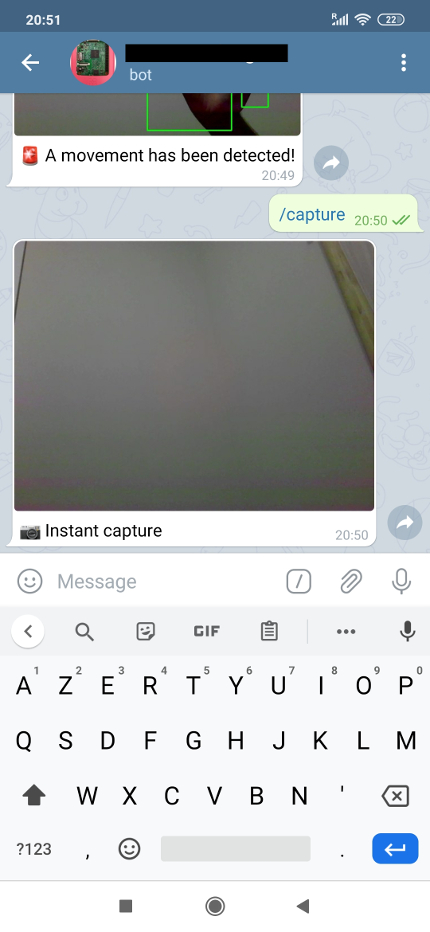 20:51
R
22
bot
🚨 A movement has been detected!
20:49
/capture 20:50
📷 Instant capture
20:50
Message
/
GIF
A 1 Z 2 E 3 R 4 T 5 Y 6 U 7 I 8 O 9 P 0
Q S D F G H J K L M
W X C V B N '
?123 , .